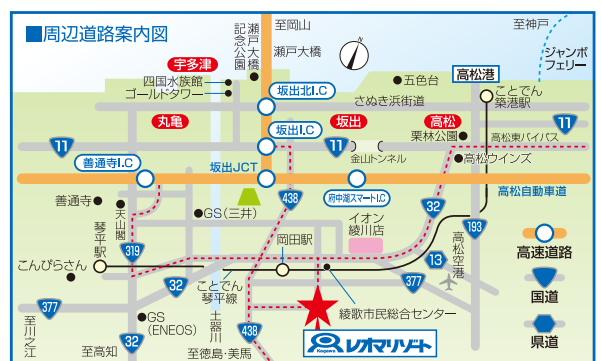 ■周辺道路案内図
至岡山
至神戸
瀬戸大橋
記念公園
瀬戸大橋
ジャンボ
フェリー
宇多津
四国水族館
ゴールドタワー
五色台
高松港
坂出北I.C
さぬき浜街道
ことでん
築港駅
丸亀
坂出I.C
坂出
高松
11
11
11
栗林公園
高松東バイパス
金山トンネル
高松ウインズ
善通寺I.C
坂出JCT
府中湖スマートI.C
高松自動車道
438
善通寺
天山閣
GS(三井)
イオン
綾川店
32
193
琴平駅
319
岡田駅
高速道路
こんぴらさん
高松空港
13
国道
32
ことでん
琴平線
377
377
綾歌市民総合センター
県道
至川之江
GS
(ENEOS)
土器川
32
438
至高知
至徳島・美馬
Kagawa
レオマリゾート